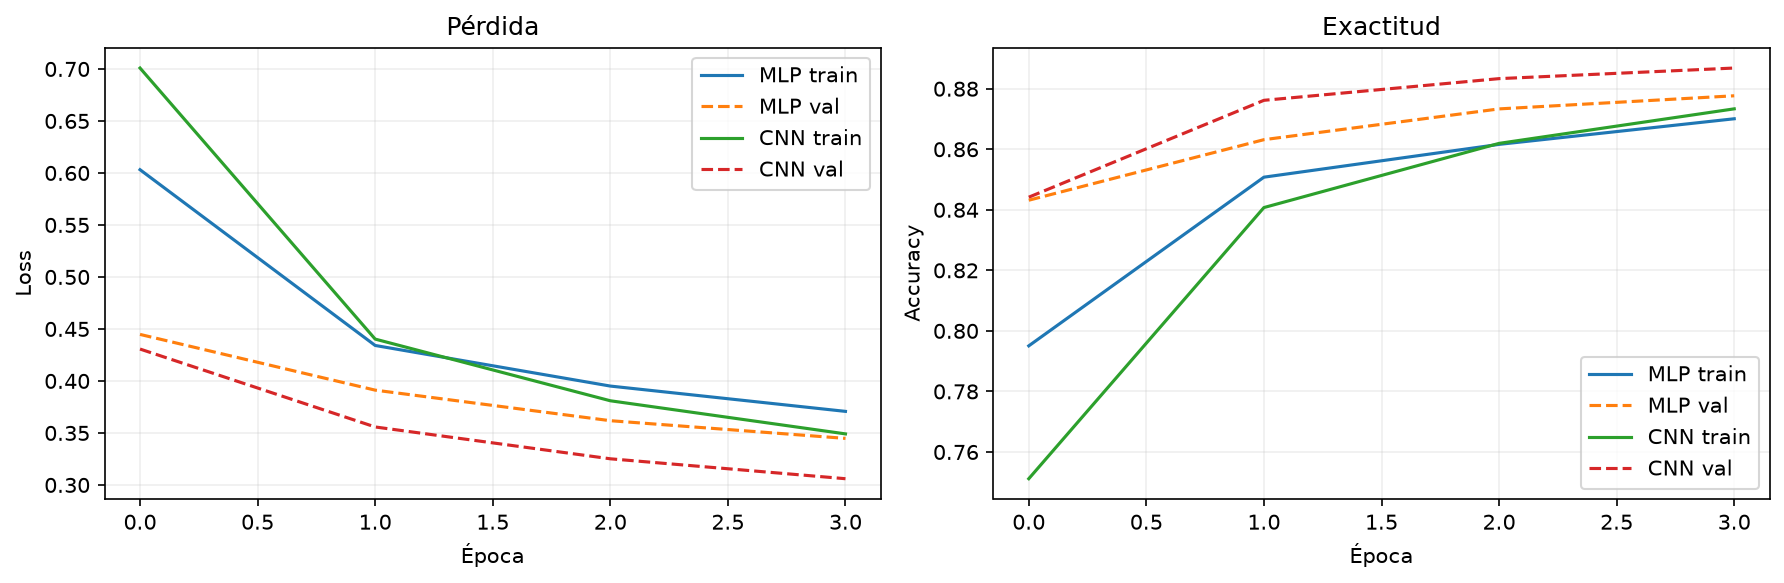 Pérdida
Loss
0.70
0.65
0.60
0.55
0.50
0.45
0.40
0.35
0.30
MLP train
MLP val
CNN train
CNN val
0.0 0.5 1.0 1.5 2.0 2.5 3.0
Época
Exactitud
Accuracy
0.88
0.86
0.84
0.82
0.80
0.78
0.76
MLP train
MLP val
CNN train
CNN val
0.0 0.5 1.0 1.5 2.0 2.5 3.0
Época